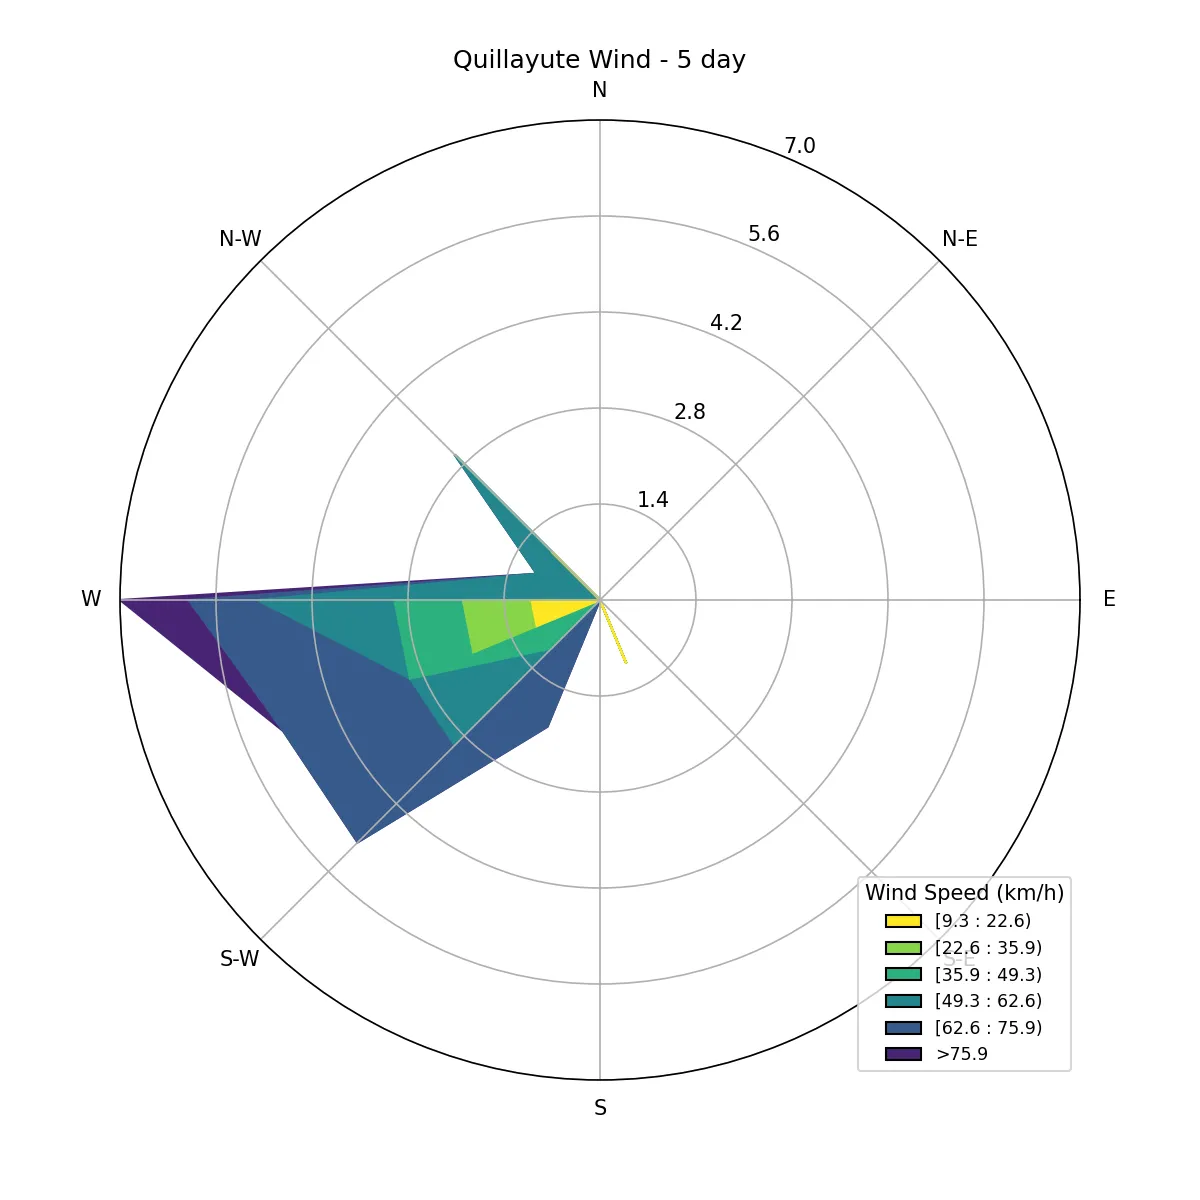 Quillayute Wind - 5 day
N
7.0
N-W
5.6
N-E
4.2
2.8
1.4
W
E
S-W
S-E
S
Wind Speed (km/h)
[9.3 : 22.6)
[22.6 : 35.9)
[35.9 : 49.3)
[49.3 : 62.6)
[62.6 : 75.9)
>75.9